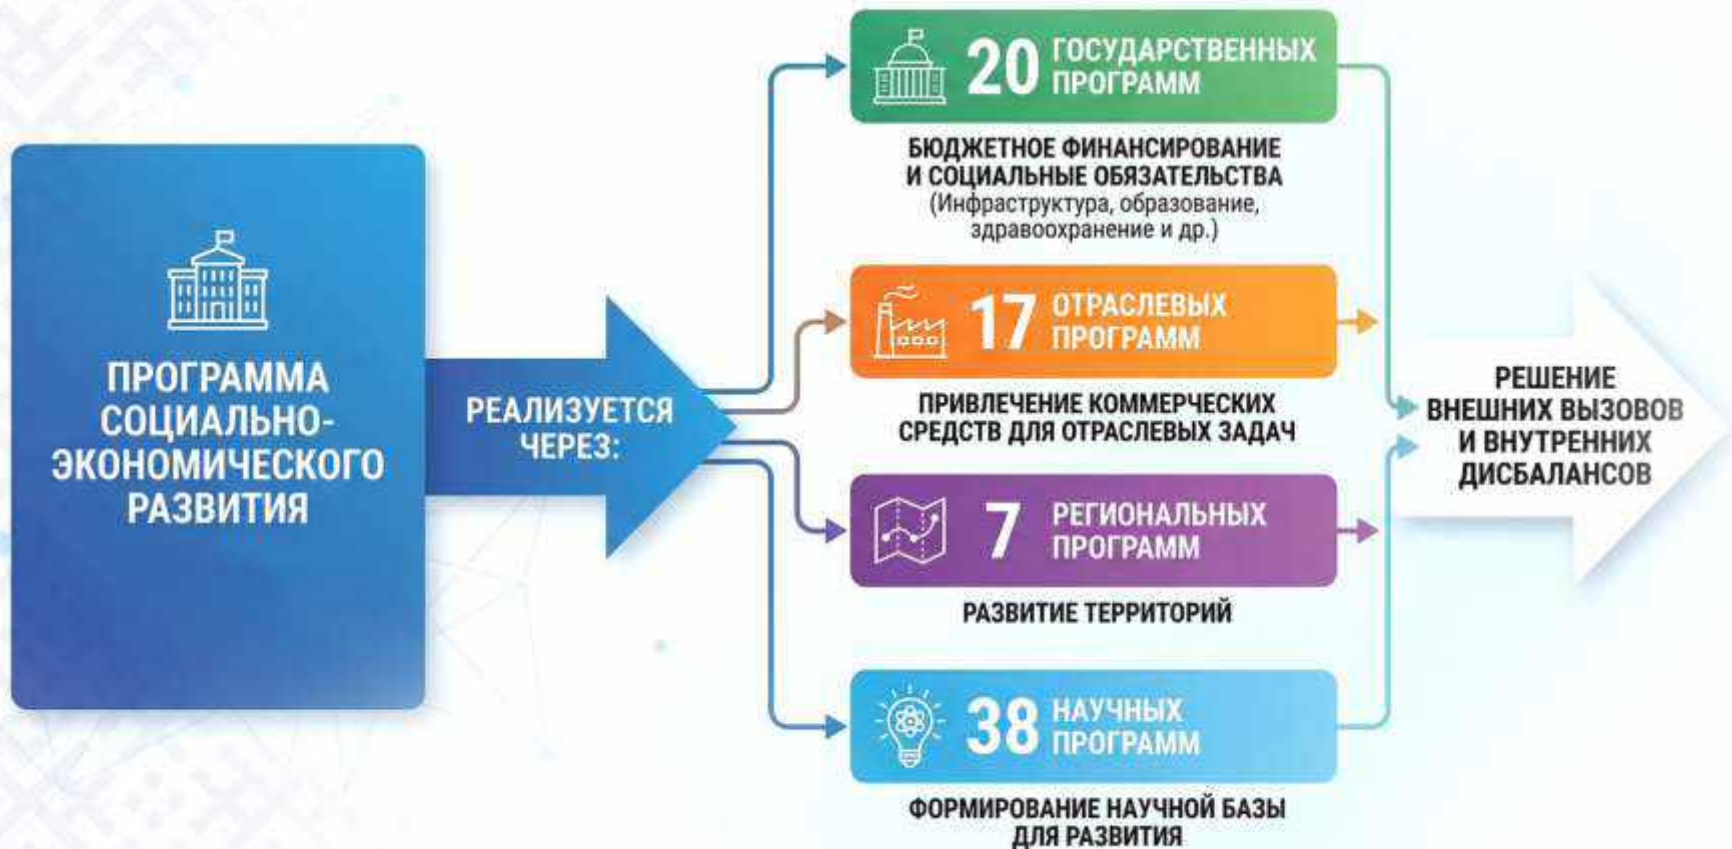 ПРОГРАММА
СОЦИАЛЬНО-
ЭКОНОМИЧЕСКОГО
РАЗВИТИЯ
РЕАЛИЗУЕТСЯ
ЧЕРЕЗ:
20 ГОСУДАРСТВЕННЫХ
ПРОГРАММ
БЮДЖЕТНОЕ ФИНАНСИРОВАНИЕ
И СОЦИАЛЬНЫЕ ОБЯЗАТЕЛЬСТВА
(Инфраструктура, образование,
здравоохранение и др.)
17 ОТРАСЛЕВЫХ
ПРОГРАММ
ПРИВЛЕЧЕНИЕ КОММЕРЧЕСКИХ
СРЕДСТВ ДЛЯ ОТРАСЛЕВЫХ ЗАДАЧ
7 РЕГИОНАЛЬНЫХ
ПРОГРАММ
РАЗВИТИЕ ТЕРРИТОРИЙ
38 НАУЧНЫХ
ПРОГРАММ
ФОРМИРОВАНИЕ НАУЧНОЙ БАЗЫ
ДЛЯ РАЗВИТИЯ
РЕШЕНИЕ
ВНЕШНИХ ВЫЗОВОВ
И ВНУТРЕННИХ
ДИСБАЛАНСОВ